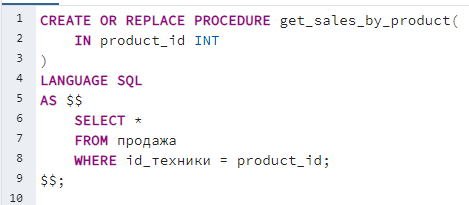 1 CREATE OR REPLACE PROCEDURE get_sales_by_product(
2     IN product_id INT
3 )
4 LANGUAGE SQL
5 AS $$
6     SELECT *
7     FROM продажа
8     WHERE id_техники = product_id;
9 $$;
10